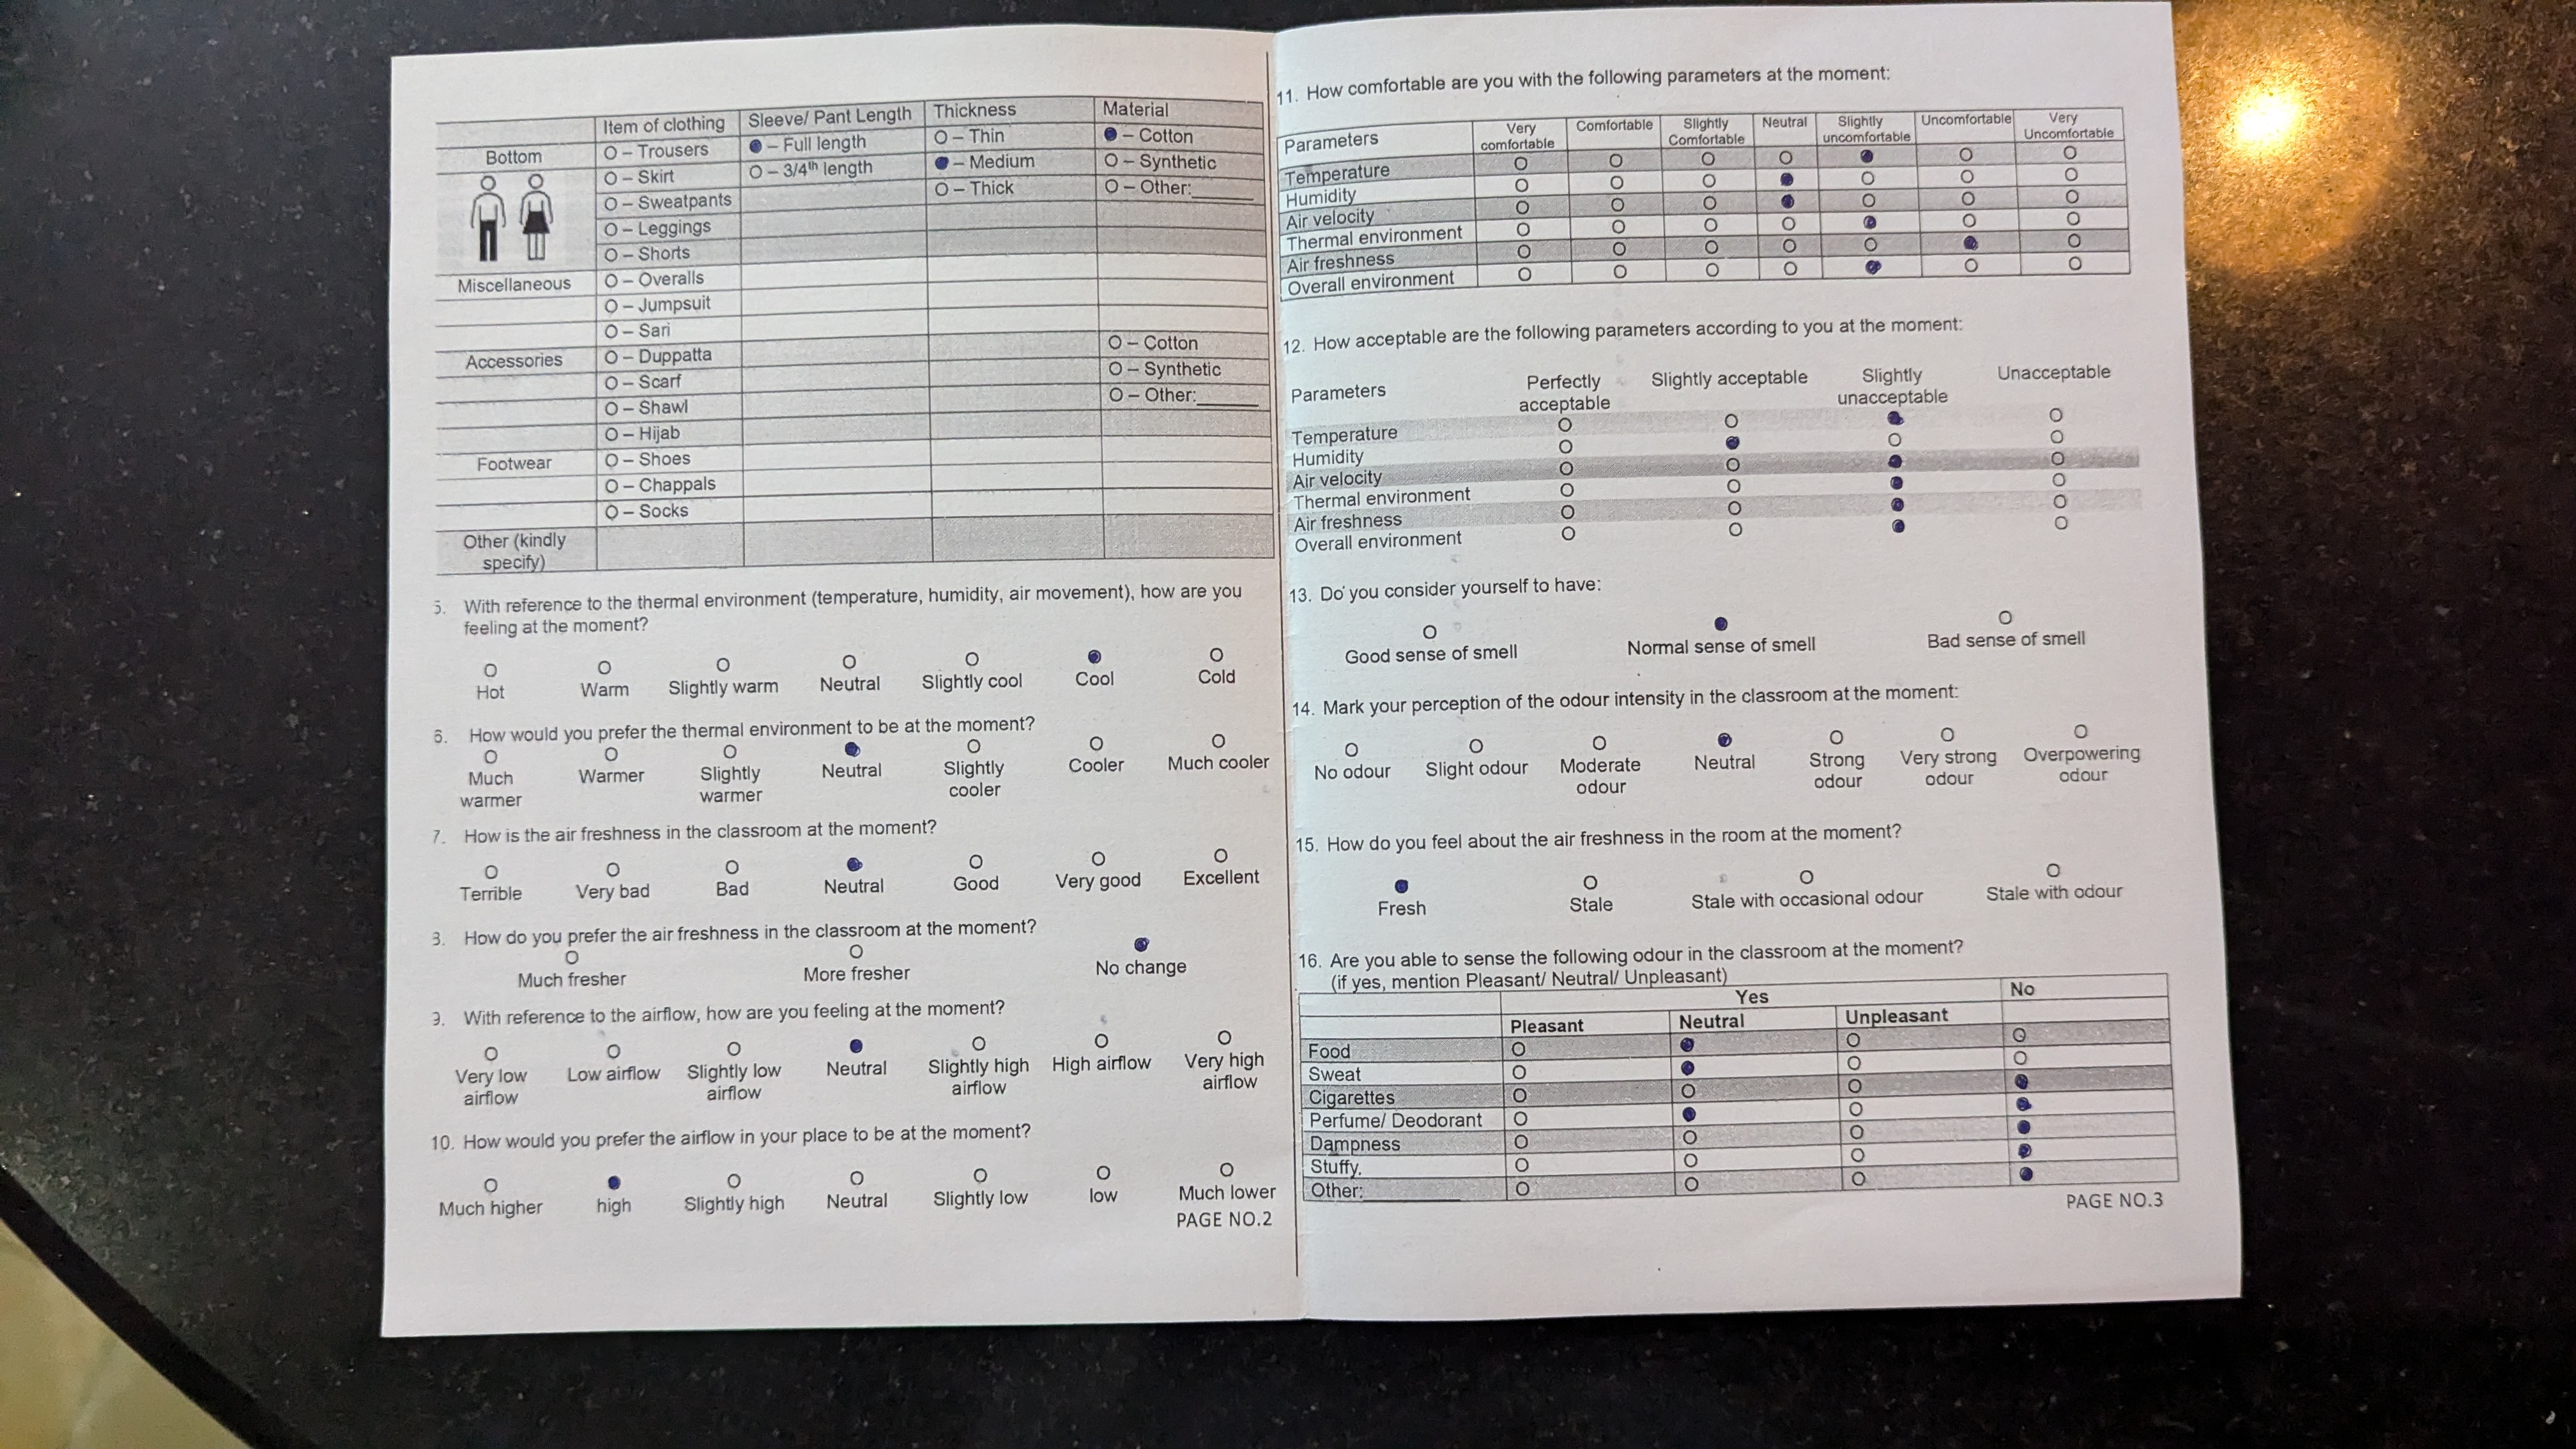 Item of clothing Sleeve/ Pant Length Thickness Material
Bottom O – Trousers ● – Full length O – Thin ● – Cotton
O – Skirt O – 3/4th length ● – Medium O – Synthetic
O – Sweatpants O – Thick O – Other:______
O – Leggings
O – Shorts
Miscellaneous O – Overalls
O – Jumpsuit
O – Sari
Accessories O – Duppatta O – Cotton
O – Scarf O – Synthetic
O – Shawl O – Other:______
O – Hijab
Footwear O – Shoes
O – Chappals
O – Socks
Other (kindly
specify)
5. With reference to the thermal environment (temperature, humidity, air movement), how are you
feeling at the moment?
O O O O O ● O
Hot Warm Slightly warm Neutral Slightly cool Cool Cold
6. How would you prefer the thermal environment to be at the moment?
O O O ● O O O
Much Warmer Slightly Neutral Slightly Cooler Much cooler
warmer warmer cooler
7. How is the air freshness in the classroom at the moment?
O O O ● O O O
Terrible Very bad Bad Neutral Good Very good Excellent
8. How do you prefer the air freshness in the classroom at the moment?
O O ●
Much fresher More fresher No change
9. With reference to the airflow, how are you feeling at the moment?
O O O ● O O O
Very low Low airflow Slightly low Neutral Slightly high High airflow Very high
airflow airflow airflow airflow
10. How would you prefer the airflow in your place to be at the moment?
O ● O O O O O
Much higher high Slightly high Neutral Slightly low low Much lower
PAGE NO.2
11. How comfortable are you with the following parameters at the moment:
Parameters Very Comfortable Slightly Neutral Slightly Uncomfortable Very
comfortable Comfortable uncomfortable Uncomfortable
Temperature O O O O ● O O
Humidity O O O ● O O O
Air velocity O O O ● O O O
Thermal environment O O O O ● O O
Air freshness O O O O O ● O
Overall environment O O O O ● O O
12. How acceptable are the following parameters according to you at the moment:
Parameters Perfectly Slightly acceptable Slightly Unacceptable
acceptable unacceptable
Temperature O O ● O
Humidity O ● O O
Air velocity O O ● O
Thermal environment O O ● O
Air freshness O O ● O
Overall environment O O ● O
13. Do you consider yourself to have:
O ● O
Good sense of smell Normal sense of smell Bad sense of smell
14. Mark your perception of the odour intensity in the classroom at the moment:
O O O ● O O O
No odour Slight odour Moderate Neutral Strong Very strong Overpowering
odour odour odour odour
15. How do you feel about the air freshness in the room at the moment?
● O O O
Fresh Stale Stale with occasional odour Stale with odour
16. Are you able to sense the following odour in the classroom at the moment?
(if yes, mention Pleasant/ Neutral/ Unpleasant)
Yes No
Pleasant Neutral Unpleasant
Food O ● O O
Sweat O ● O O
Cigarettes O O O ●
Perfume/ Deodorant O ● O ●
Dampness O O O ●
Stuffy. O O O ●
Other:__________ O O O ●
PAGE NO.3